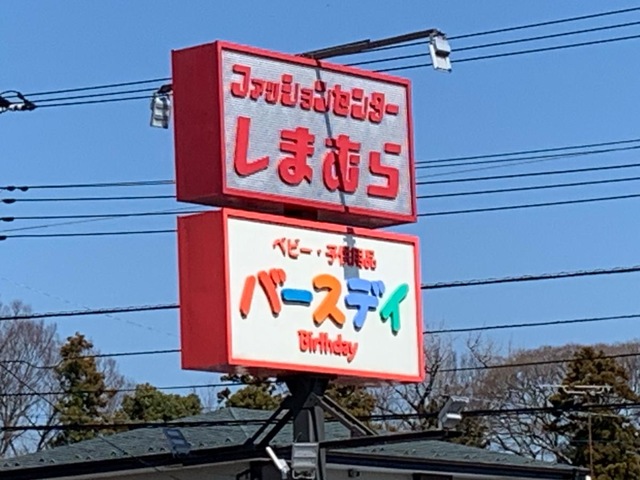 ファッションセンター
しまむら
ベビー・子供用品
バースデイ
Birthday